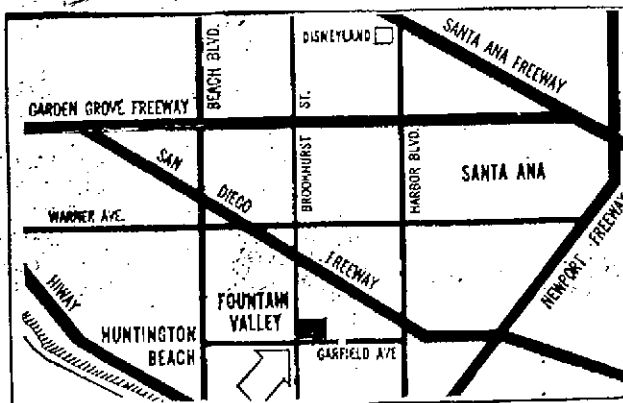 DISNEYLAND
SANTA ANA FREEWAY
BEACH BLVD.
GARDEN GROVE FREEWAY
BROOKHURST ST.
HARBOR BLVD.
SAN DIEGO FREEWAY
SANTA ANA
WARNER AVE.
NEWPORT FREEWAY
HIWAY
FOUNTAIN
VALLEY
HUNTINGTON
BEACH
GARFIELD AVE